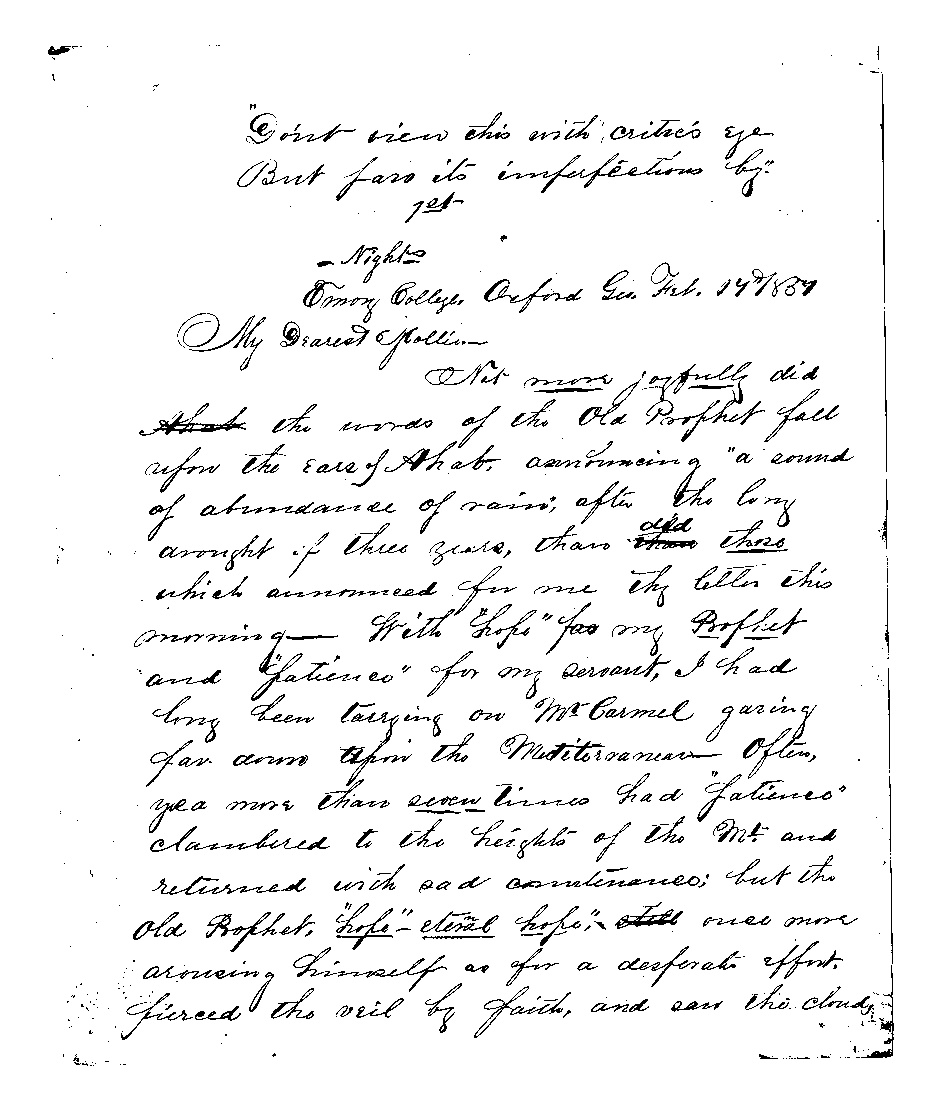 "Don't view this with critic's eye
But pass its imperfections by."
1st
– Night –
Emory College, Oxford Geo. Feb. 17th/857
My Dearest Mollie –
Not more joyfully did
Ahab the words of the Old Prophet fall
upon the ears of Ahab, announcing "a sound
of abundance of rain", after the long
drought of three years, than than did those
which announced for me thy letter this
morning — With "hope" for my Prophet
and "patience" for my servant, I had
long been tarrying on Mt. Carmel gazing
far down upon the Mediterranean — Often,
yea more than seven times had "patience"
clambered to the heights of the Mt. and
returned with sad countenance; but the
Old Prophet, "hope" – eternal hope", – still once more
arousing himself as for a desperate effort,
pierced the veil by faith, and saw the cloud,